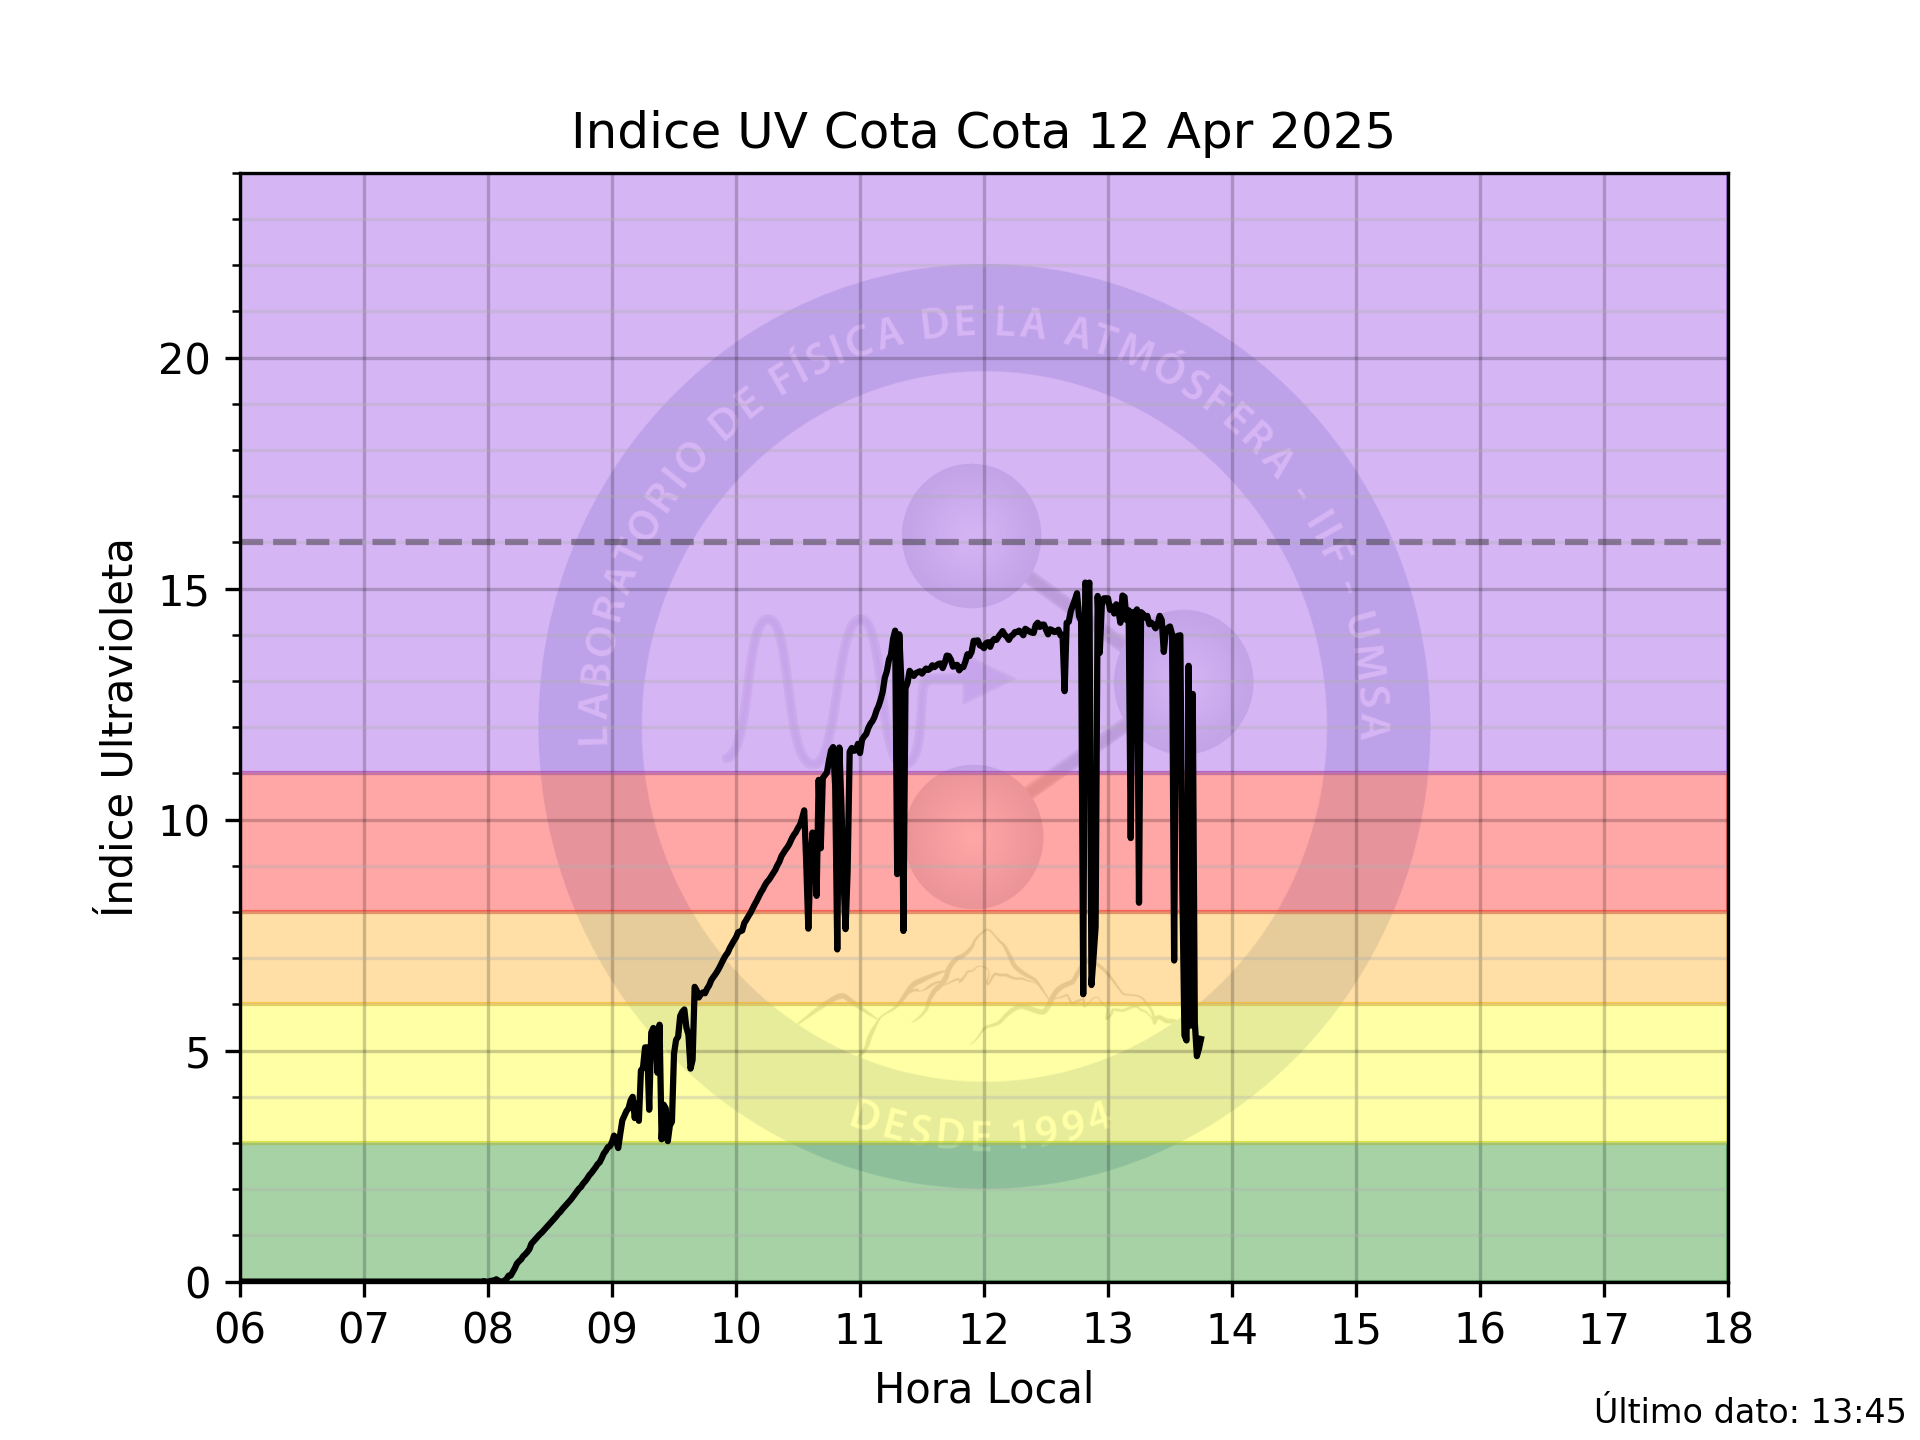 Indice UV Cota Cota 12 Apr 2025
Índice Ultravioleta
20
15
10
5
0
LABORATORIO DE FÍSICA DE LA ATMÓSFERA - IIF - UMSA
DESDE 1994
06 07 08 09 10 11 12 13 14 15 16 17 18
Hora Local
Último dato: 13:45